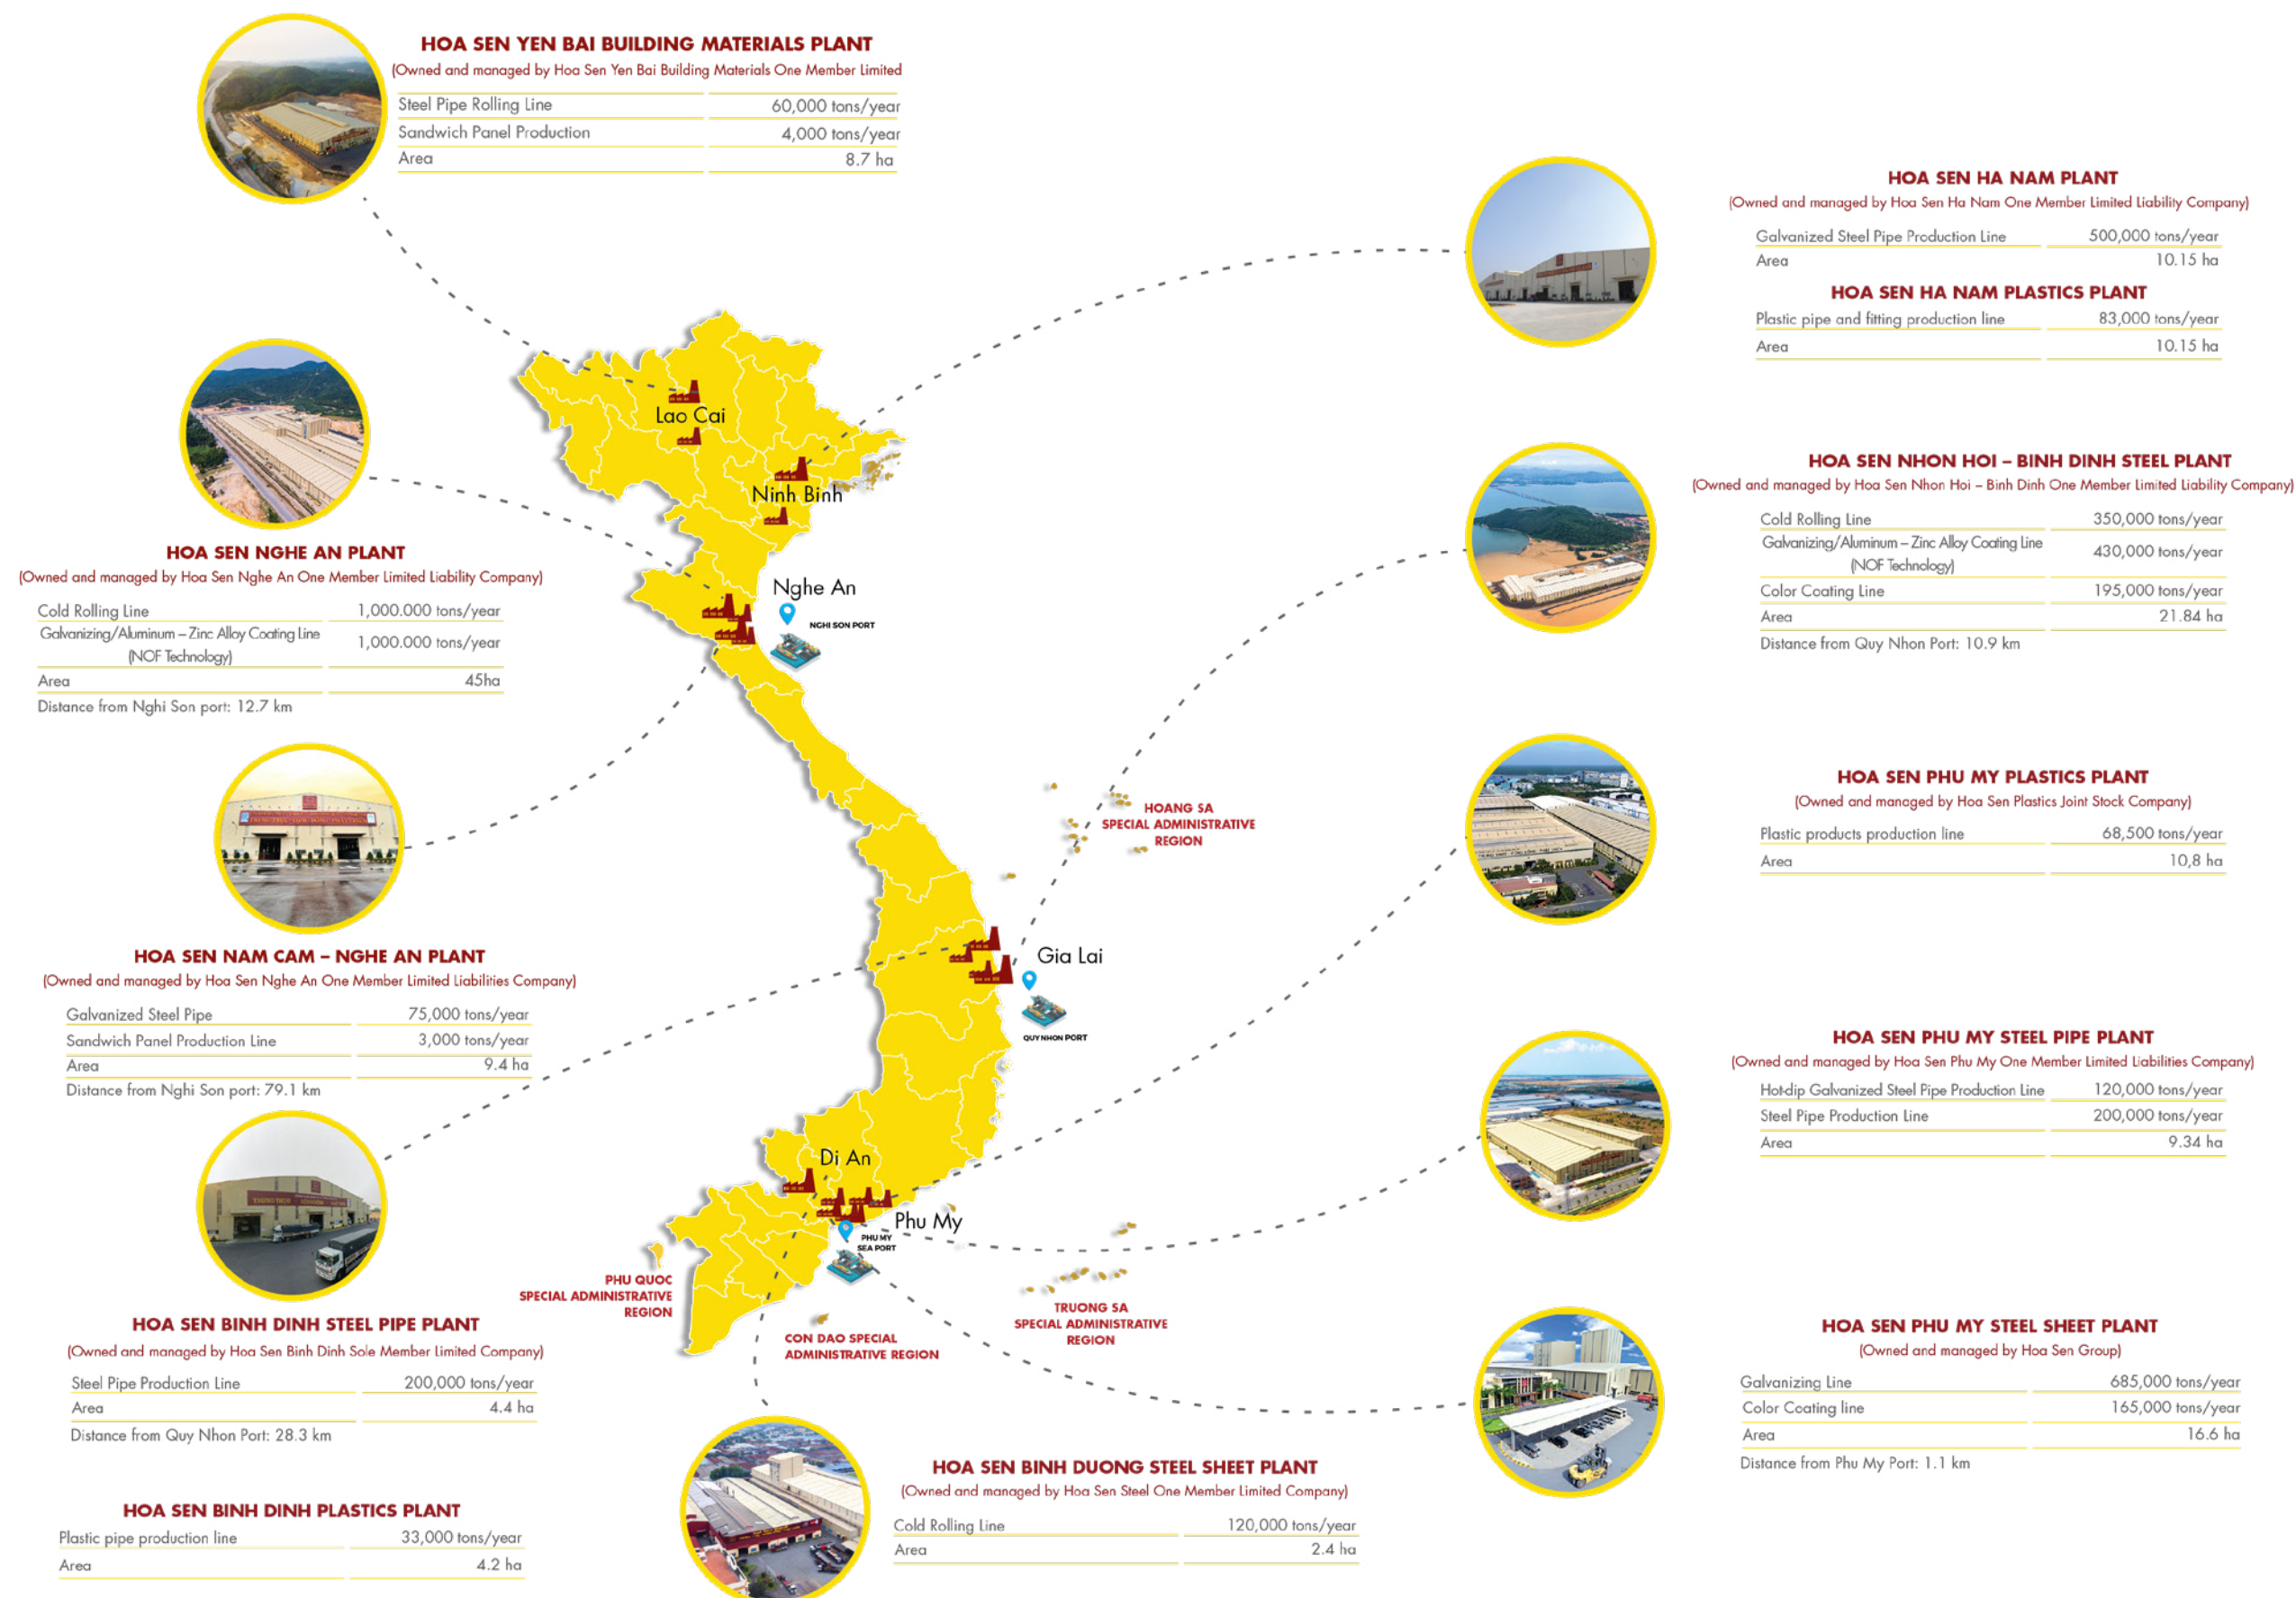 HOA SEN YEN BAI BUILDING MATERIALS PLANT
(Owned and managed by Hoa Sen Yen Bai Building Materials One Member Limited
Steel Pipe Rolling Line 60,000 tons/year
Sandwich Panel Production 4,000 tons/year
Area 8.7 ha
HOA SEN NGHE AN PLANT
(Owned and managed by Hoa Sen Nghe An One Member Limited Liability Company)
Cold Rolling Line 1,000.000 tons/year
Galvanizing/Aluminum – Zinc Alloy Coating Line
(NOF Technology) 1,000.000 tons/year
Area 45ha
Distance from Nghi Son port: 12.7 km
HOA SEN NAM CAM – NGHE AN PLANT
(Owned and managed by Hoa Sen Nghe An One Member Limited Liabilities Company)
Galvanized Steel Pipe 75,000 tons/year
Sandwich Panel Production Line 3,000 tons/year
Area 9.4 ha
Distance from Nghi Son port: 79.1 km
HOA SEN BINH DINH STEEL PIPE PLANT
(Owned and managed by Hoa Sen Binh Dinh Sole Member Limited Company)
Steel Pipe Production Line 200,000 tons/year
Area 4.4 ha
Distance from Quy Nhon Port: 28.3 km
HOA SEN BINH DINH PLASTICS PLANT
Plastic pipe production line 33,000 tons/year
Area 4.2 ha
Lao Cai
Ninh Binh
Nghe An
NGHI SON PORT
HOANG SA
SPECIAL ADMINISTRATIVE
REGION
Gia Lai
QUY NHON PORT
Di An
Phu My
PHU MY
SEA PORT
PHU QUOC
SPECIAL ADMINISTRATIVE
REGION
CON DAO SPECIAL
ADMINISTRATIVE REGION
TRUONG SA
SPECIAL ADMINISTRATIVE
REGION
HOA SEN BINH DUONG STEEL SHEET PLANT
(Owned and managed by Hoa Sen Steel One Member Limited Company)
Cold Rolling Line 120,000 tons/year
Area 2.4 ha
HOA SEN HA NAM PLANT
(Owned and managed by Hoa Sen Ha Nam One Member Limited Liability Company)
Galvanized Steel Pipe Production Line 500,000 tons/year
Area 10.15 ha
HOA SEN HA NAM PLASTICS PLANT
Plastic pipe and fitting production line 83,000 tons/year
Area 10.15 ha
HOA SEN NHON HOI – BINH DINH STEEL PLANT
(Owned and managed by Hoa Sen Nhon Hoi – Binh Dinh One Member Limited Liability Company)
Cold Rolling Line 350,000 tons/year
Galvanizing/Aluminum – Zinc Alloy Coating Line
(NOF Technology) 430,000 tons/year
Color Coating Line 195,000 tons/year
Area 21.84 ha
Distance from Quy Nhon Port: 10.9 km
HOA SEN PHU MY PLASTICS PLANT
(Owned and managed by Hoa Sen Plastics Joint Stock Company)
Plastic products production line 68,500 tons/year
Area 10,8 ha
HOA SEN PHU MY STEEL PIPE PLANT
(Owned and managed by Hoa Sen Phu My One Member Limited Liabilities Company)
Hot-dip Galvanized Steel Pipe Production Line 120,000 tons/year
Steel Pipe Production Line 200,000 tons/year
Area 9.34 ha
HOA SEN PHU MY STEEL SHEET PLANT
(Owned and managed by Hoa Sen Group)
Galvanizing Line 685,000 tons/year
Color Coating line 165,000 tons/year
Area 16.6 ha
Distance from Phu My Port: 1.1 km